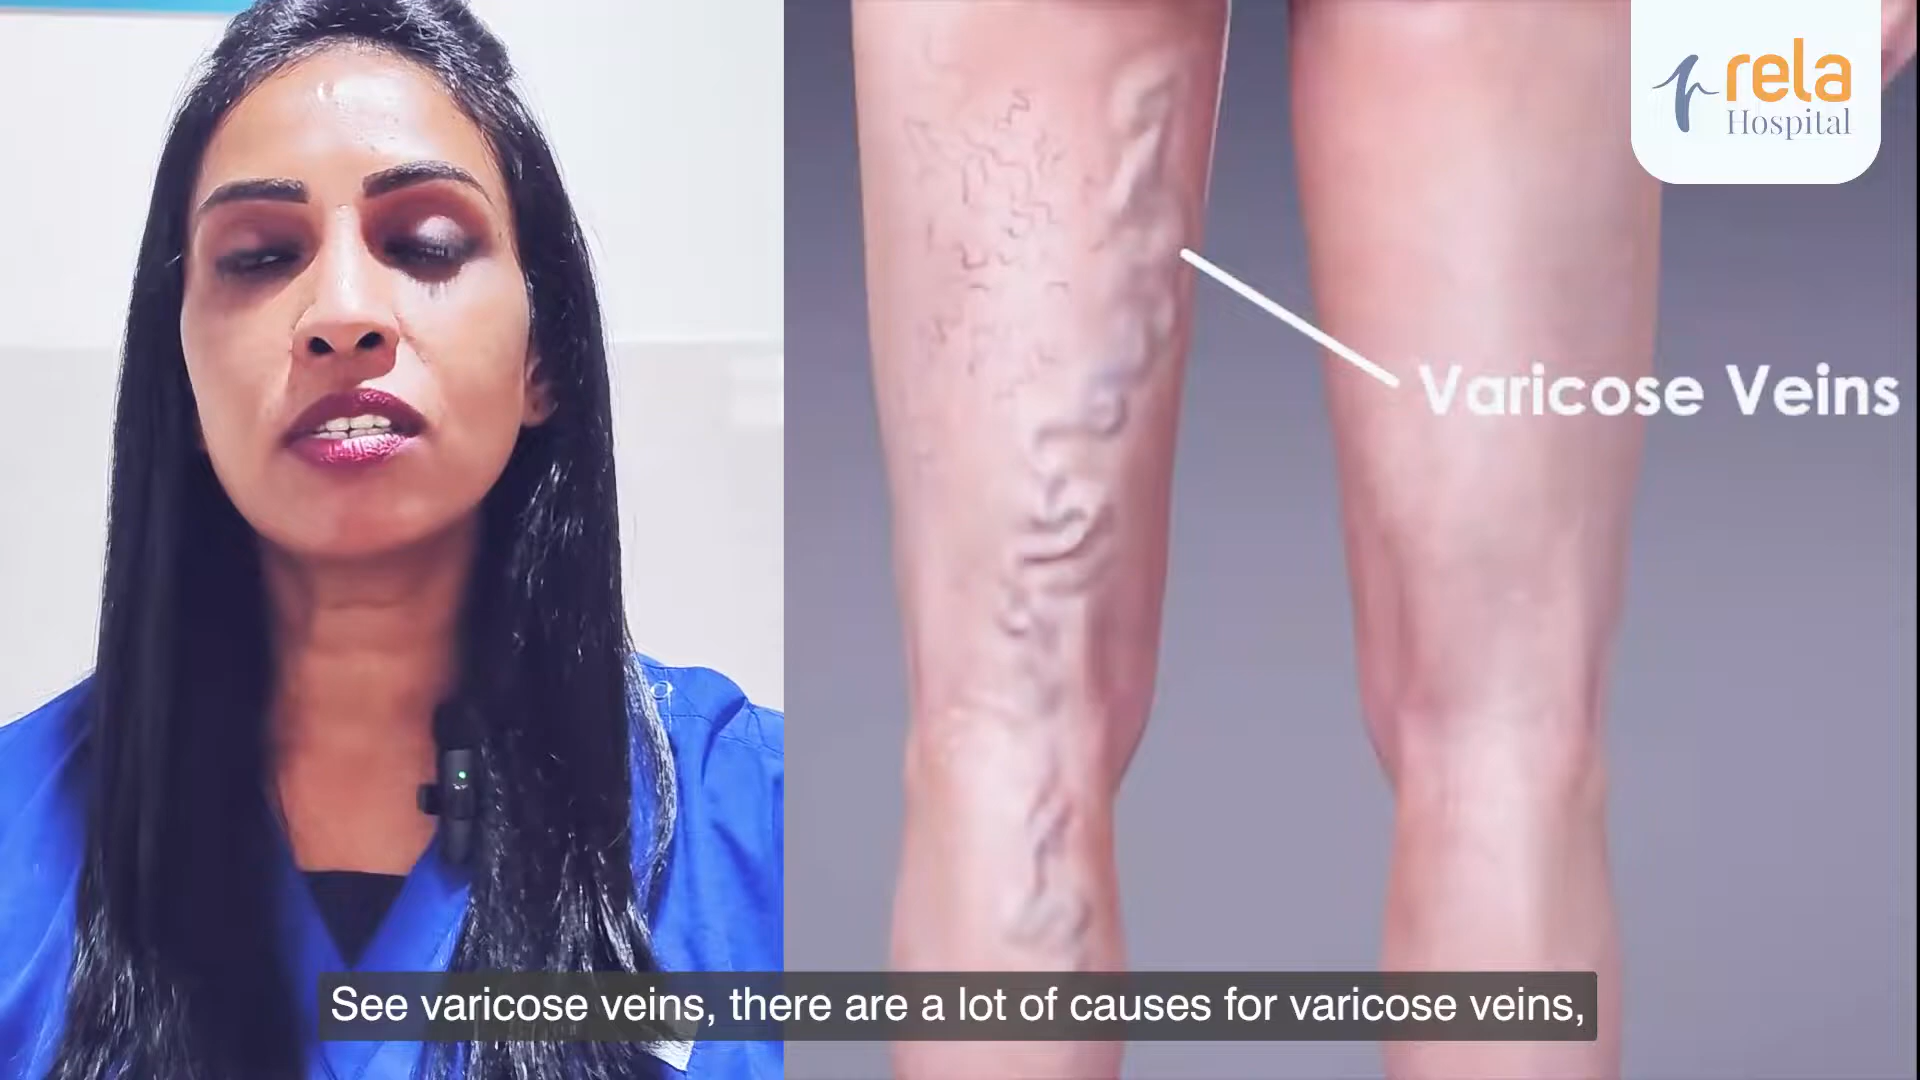 rela
Hospital
Varicose Veins
See varicose veins, there are a lot of causes for varicose veins,